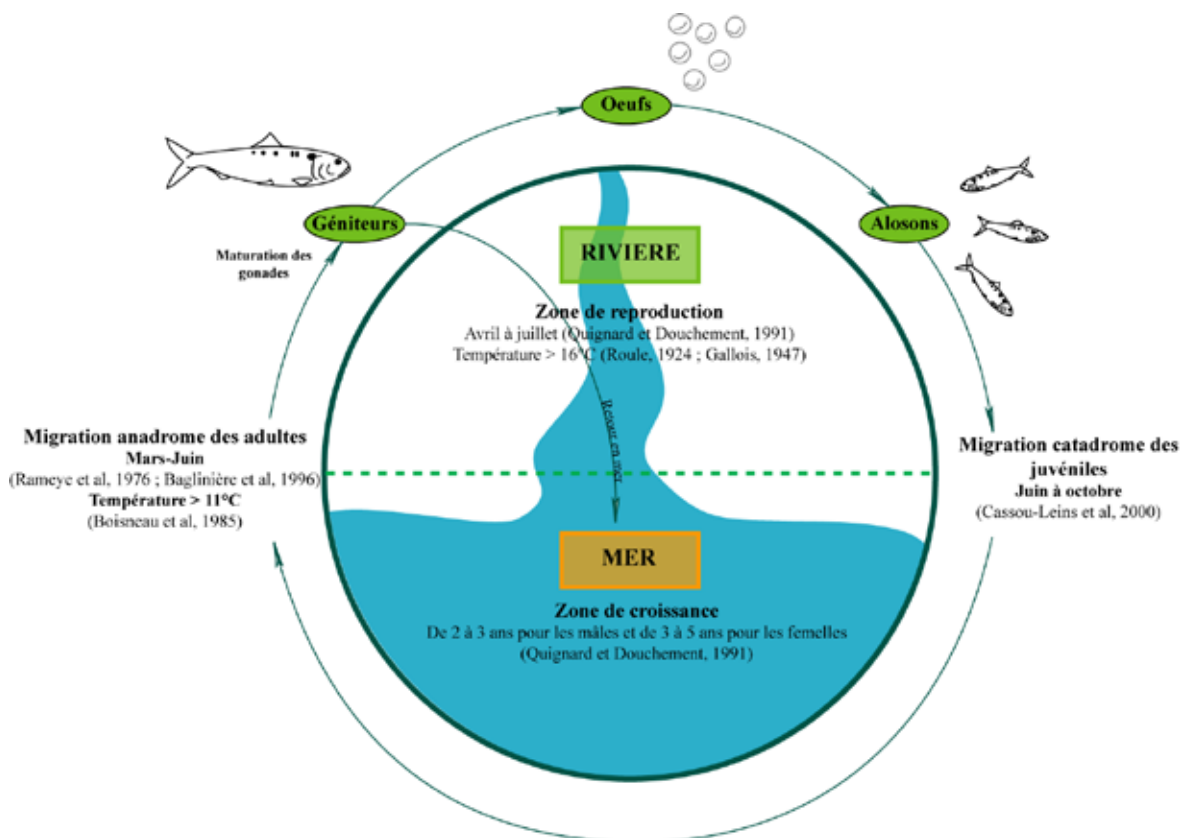 Oeufs
Géniteurs
Alosons
Maturation des
gonades
RIVIERE
Zone de reproduction
Avril à juillet (Quignard et Douchement, 1991)
Température > 16°C (Roule, 1924 ; Gallois, 1947)
Retour en mer
Migration anadrome des adultes
Mars-Juin
(Rameye et al, 1976 ; Baglinière et al, 1996)
Température > 11°C
(Boisneau et al, 1985)
Migration catadrome des
juvéniles
Juin à octobre
(Cassou-Leins et al, 2000)
MER
Zone de croissance
De 2 à 3 ans pour les mâles et de 3 à 5 ans pour les femelles
(Quignard et Douchement, 1991)